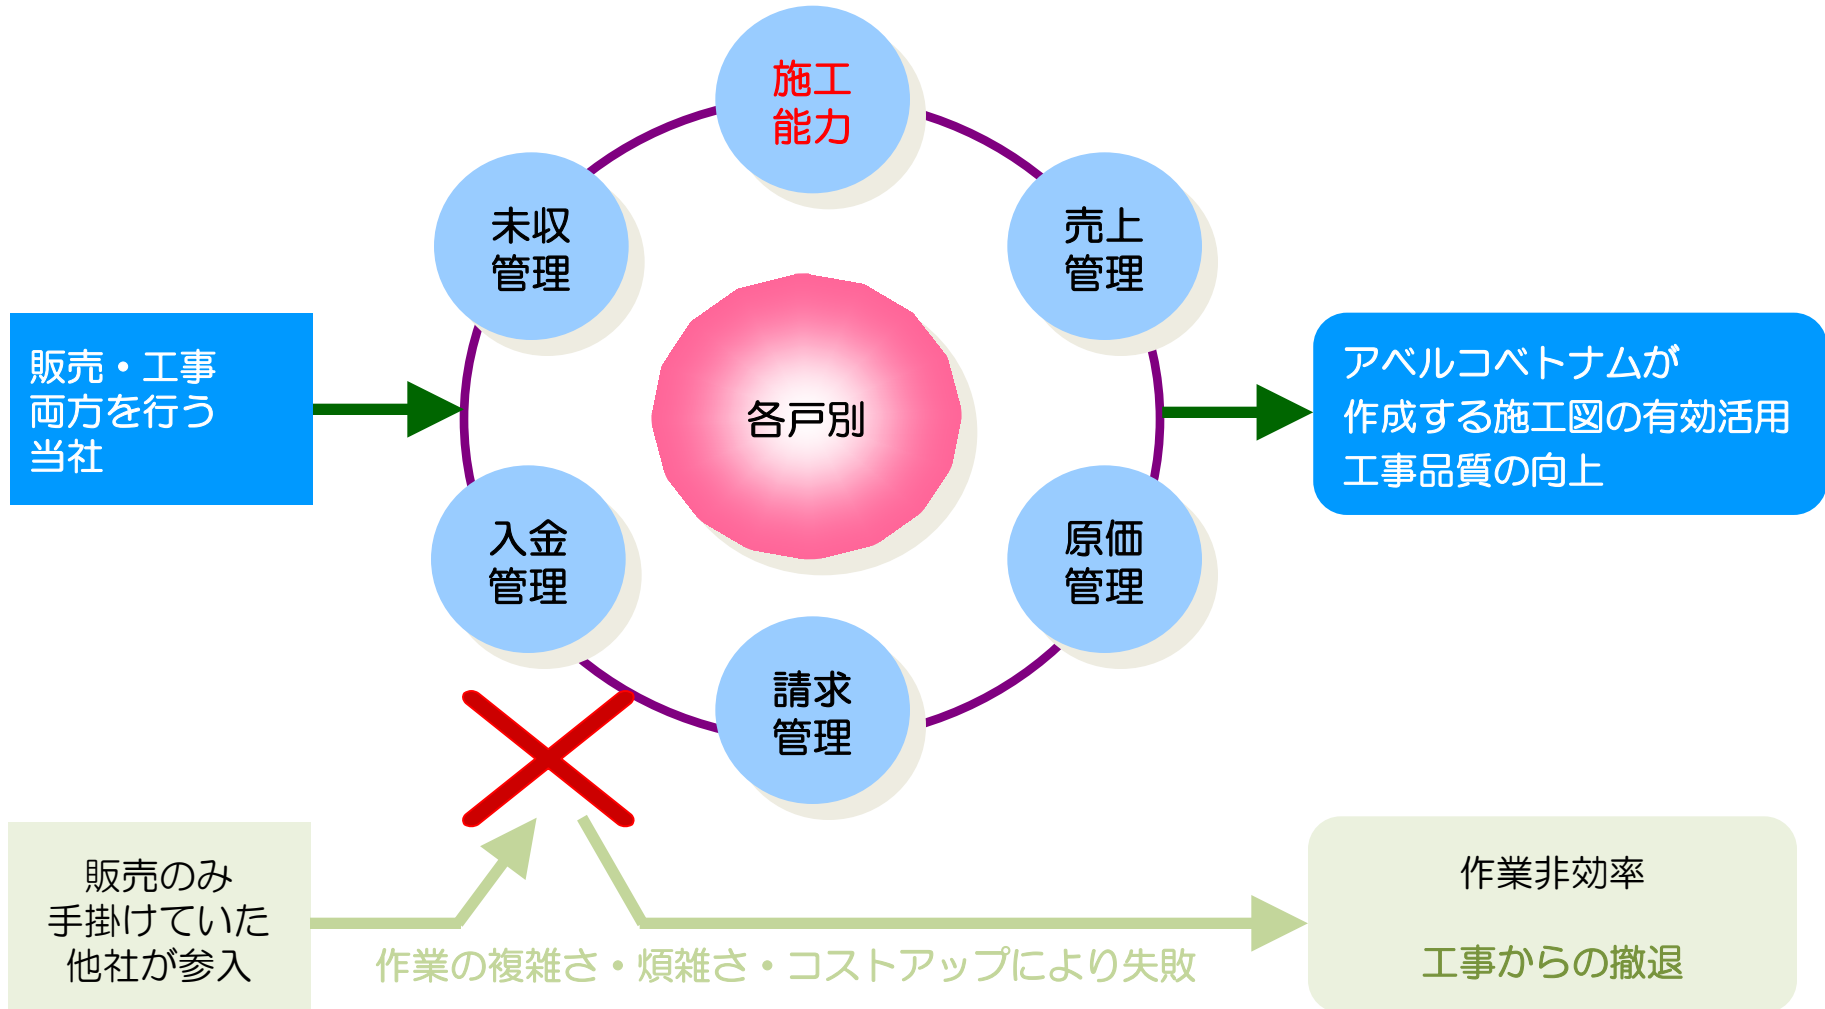 施工
能力
未収
管理
売上
管理
販売・工事
両方を行う
当社
各戸別
アベルコベトナムが
作成する施工図の有効活用
工事品質の向上
入金
管理
原価
管理
請求
管理
販売のみ
手掛けていた
他社が参入
作業の複雑さ・煩雑さ・コストアップにより失敗
作業非効率
工事からの撤退